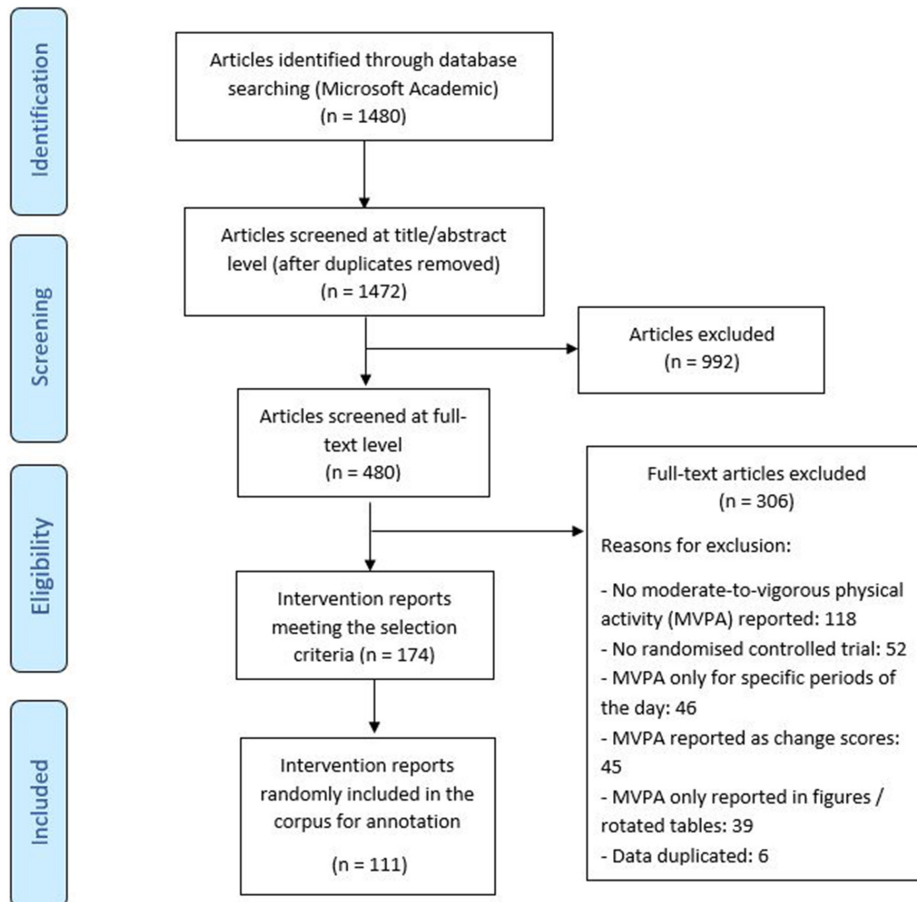 Identification
Articles identified through database
searching (Microsoft Academic)
(n = 1480)
Screening
Articles screened at title/abstract
level (after duplicates removed)
(n = 1472)
Articles excluded
(n = 992)
Articles screened at full-
text level
(n = 480)
Eligibility
Full-text articles excluded
(n = 306)
Reasons for exclusion:
- No moderate-to-vigorous physical
activity (MVPA) reported: 118
- No randomised controlled trial: 52
- MVPA only for specific periods of
the day: 46
- MVPA reported as change scores:
45
- MVPA only reported in figures /
rotated tables: 39
- Data duplicated: 6
Intervention reports
meeting the selection
criteria (n = 174)
Included
Intervention reports
randomly included in the
corpus for annotation
(n = 111)